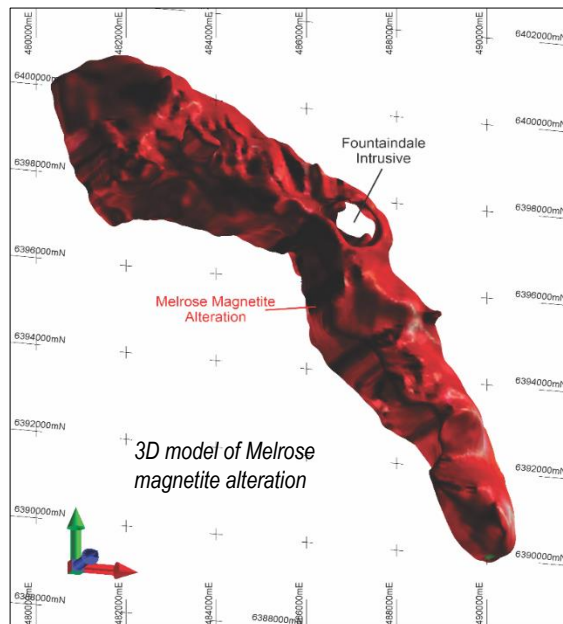 480000mE
482000mE
484000mE
486000mE
488000mE
490000mE
6402000mN
6400000mN
6400000mN
Fountaindale
Intrusive
6398000mN
6398000mN
6396000mN
6396000mN
Melrose Magnetite
Alteration
6394000mN
6394000mN
6392000mN
6392000mN
3D model of Melrose
magnetite alteration
6390000mN
6390000mN
6388000mN
6388000mN
480000mE
482000mE
484000mE
486000mE
488000mE
490000mE